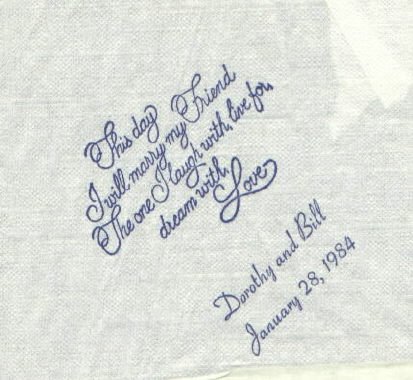 This day
I will marry my Friend
The one I laugh with, live for,
dream with,
Love
Dorothy and Bill
January 28, 1984